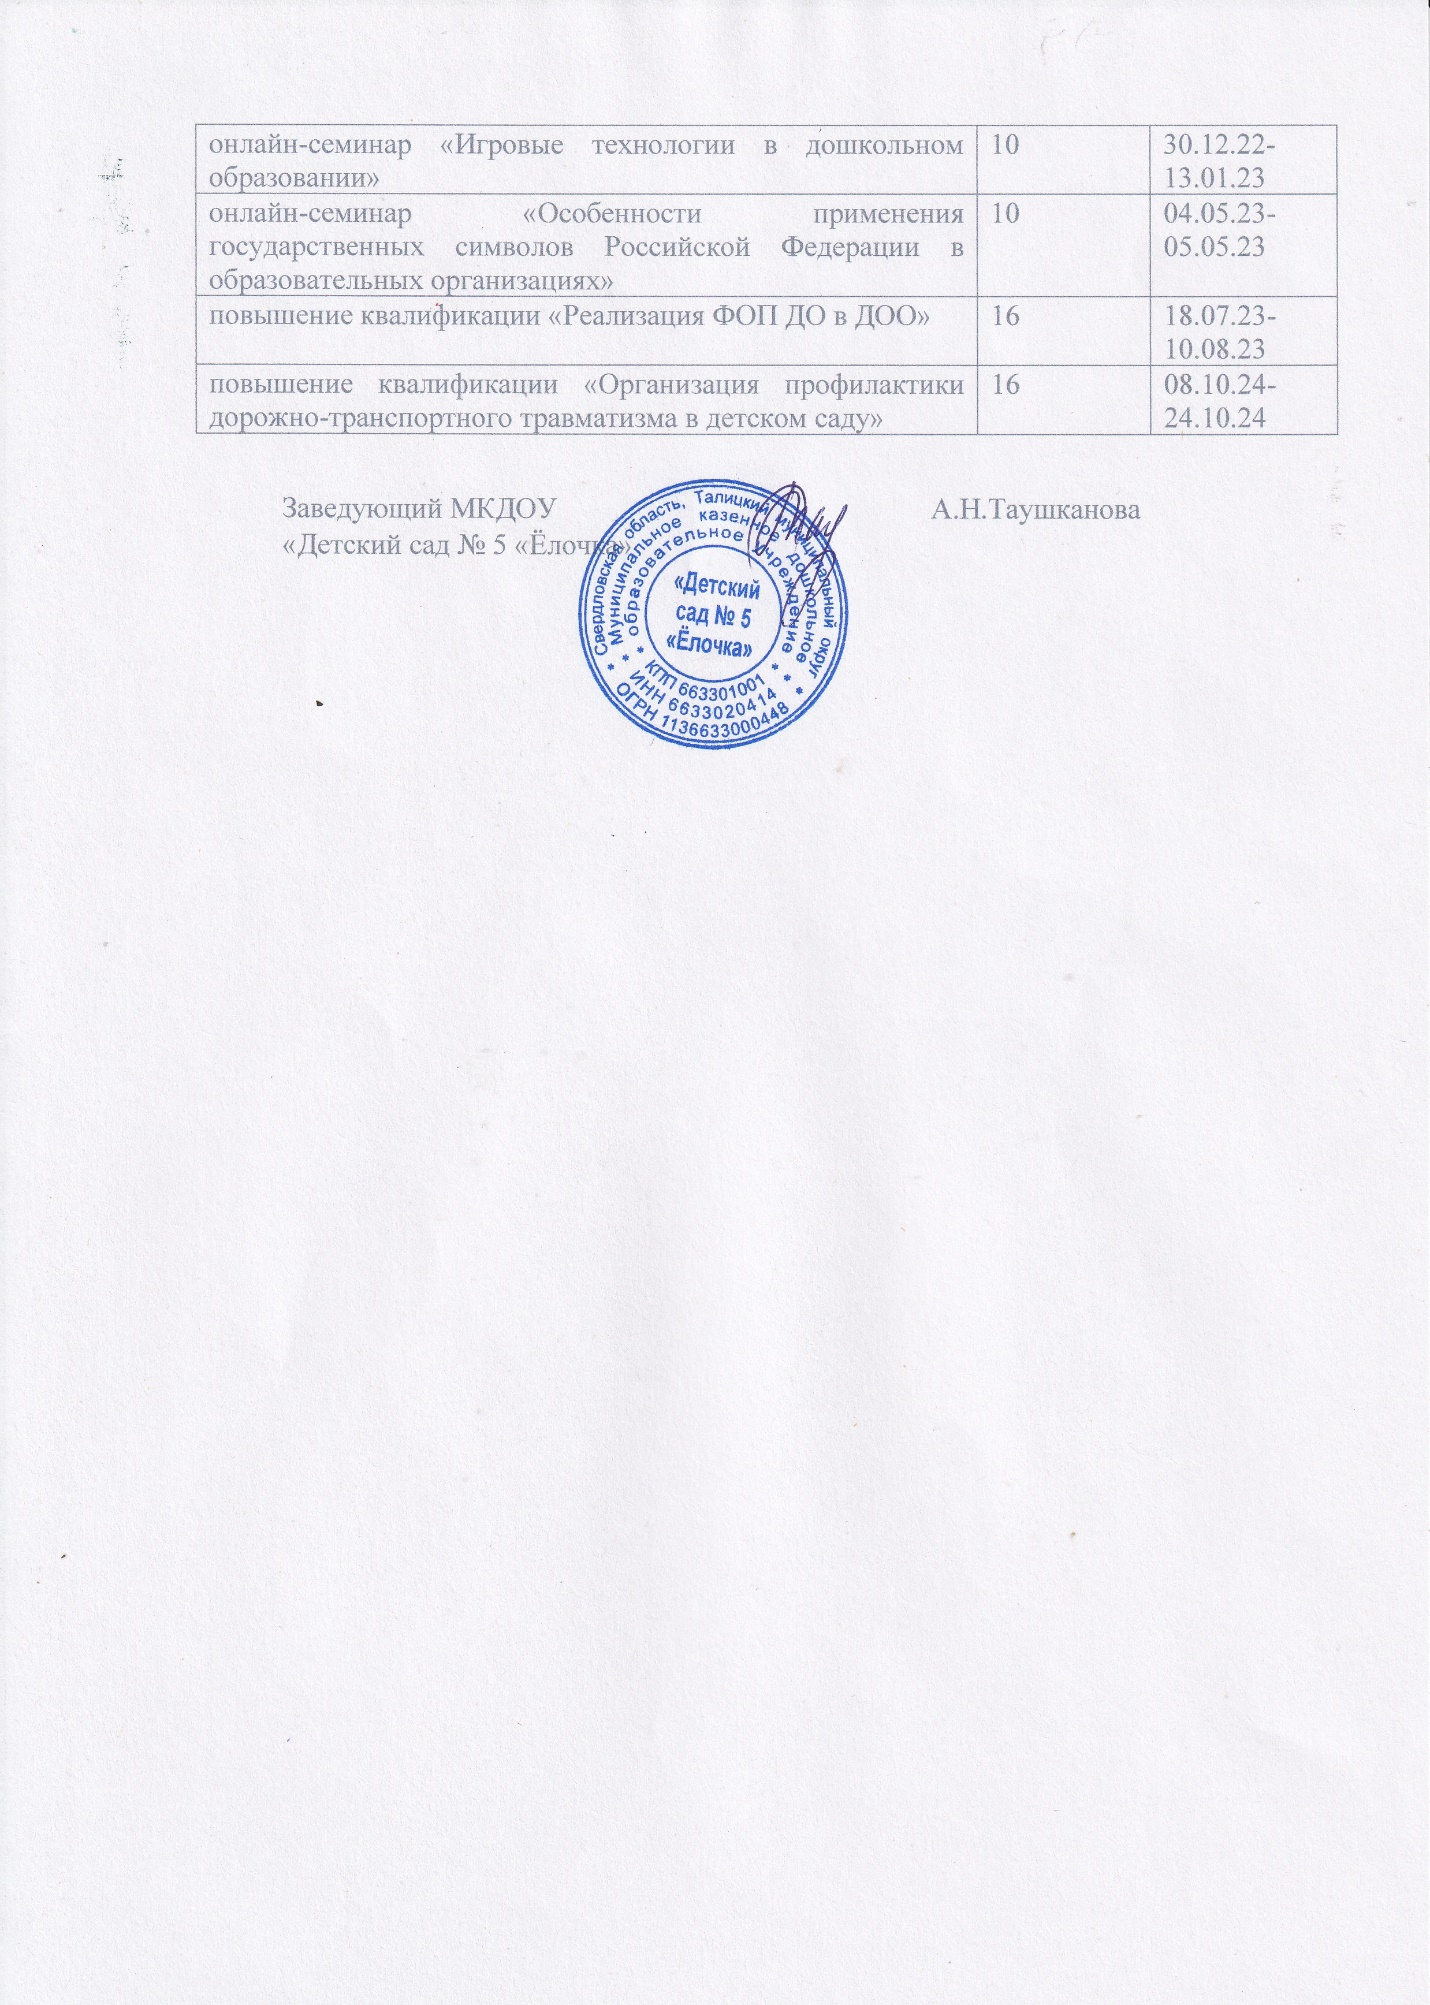 онлайн-семинар «Игровые технологии в дошкольном
образовании»
10
30.12.22-
13.01.23
онлайн-семинар «Особенности применения
государственных символов Российской Федерации в
образовательных организациях»
10
04.05.23-
05.05.23
повышение квалификации «Реализация ФОП ДО в ДОО»
16
18.07.23-
10.08.23
повышение квалификации «Организация профилактики
дорожно-транспортного травматизма в детском саду»
16
08.10.24-
24.10.24
Заведующий МКДОУ
«Детский сад № 5 «Ёлочка»
А.Н.Таушканова
Свердловская область, Талицкий муниципальный округ
Муниципальное казенное дошкольное
образовательное учреждение
«Детский
сад № 5
«Ёлочка»
КПП 663301001
ИНН 6633020414
ОГРН 1136633000448